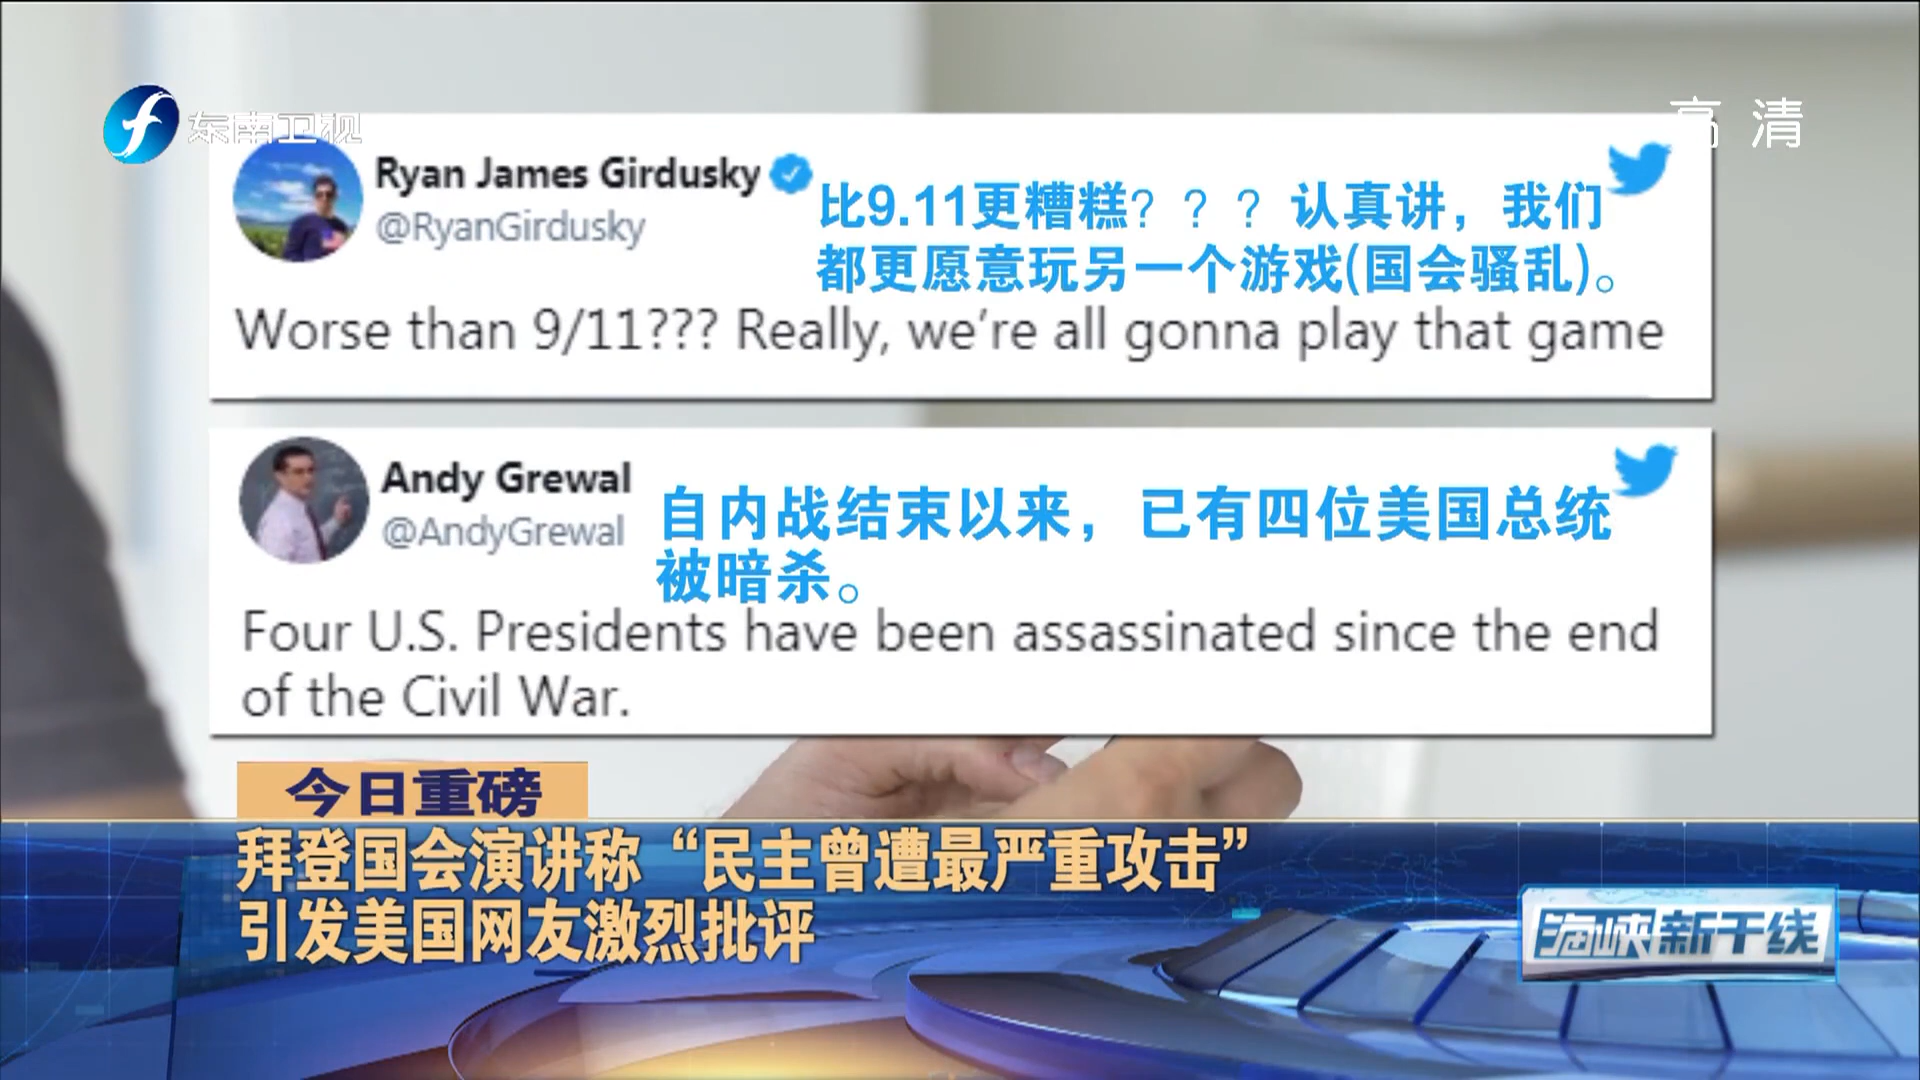 东南卫视
高清
Ryan James Girdusky
@RyanGirdusky
比9.11更糟糕？？？认真讲，我们
都更愿意玩另一个游戏(国会骚乱)。
Worse than 9/11??? Really, we're all gonna play that game
Andy Grewal
@AndyGrewal
自内战结束以来，已有四位美国总统
被暗杀。
Four U.S. Presidents have been assassinated since the end
of the Civil War.
今日重磅
拜登国会演讲称“民主曾遭最严重攻击”
引发美国网友激烈批评
海峡新干线